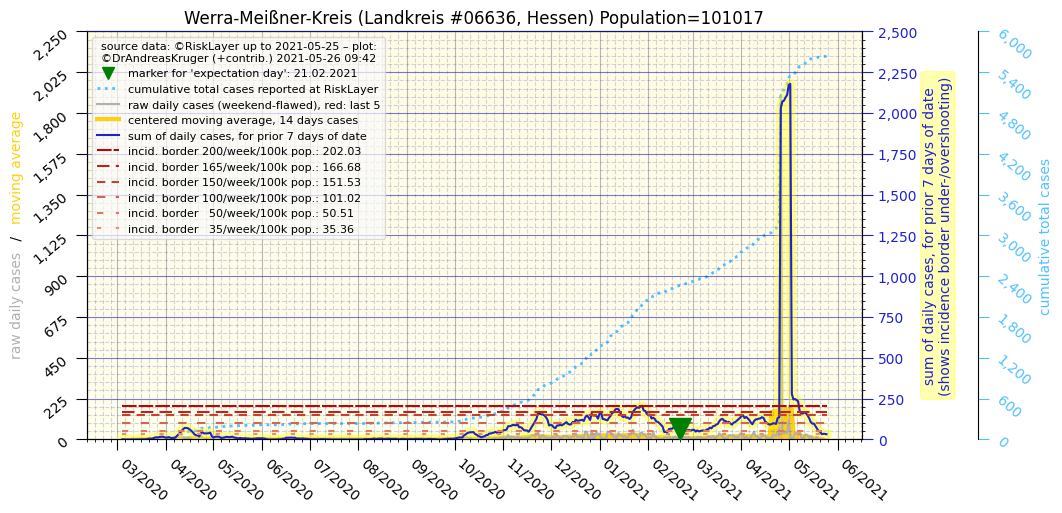 Werra-Meißner-Kreis (Landkreis #06636, Hessen) Population=101017
source data: ©RiskLayer up to 2021-05-25 – plot:
©DrAndreasKruger (+contrib.) 2021-05-26 09:42
marker for 'expectation day': 21.02.2021
cumulative total cases reported at RiskLayer
raw daily cases (weekend-flawed), red: last 5
centered moving average, 14 days cases
sum of daily cases, for prior 7 days of date
incid. border 200/week/100k pop.: 202.03
incid. border 165/week/100k pop.: 166.68
incid. border 150/week/100k pop.: 151.53
incid. border 100/week/100k pop.: 101.02
incid. border   50/week/100k pop.: 50.51
incid. border   35/week/100k pop.: 35.36
raw daily cases / moving average
2,250
2,025
1,800
1,575
1,350
1,125
900
675
450
225
0
03/2020
04/2020
05/2020
06/2020
07/2020
08/2020
09/2020
10/2020
11/2020
12/2020
01/2021
02/2021
03/2021
04/2021
05/2021
06/2021
2,500
2,250
2,000
1,750
1,500
1,250
1,000
750
500
250
0
sum of daily cases, for prior 7 days of date
(shows incidence border under-/overshooting)
6,000
5,400
4,800
4,200
3,600
3,000
2,400
1,800
1,200
600
0
cumulative total cases